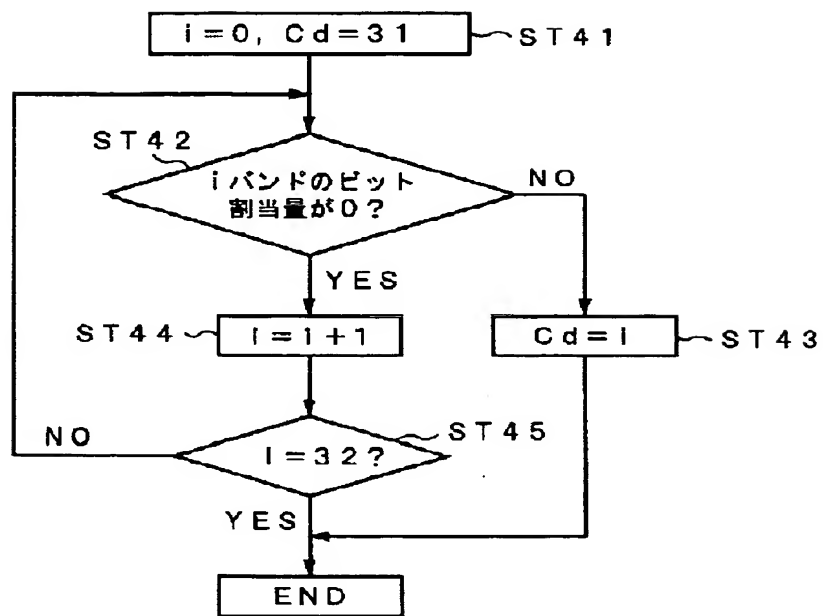 i=0, Cd=31
ST41
ST42
iバンドのビット
割当量が0?
NO
YES
ST44
i=i+1
Cd=i
ST43
NO
ST45
i=32?
YES
END